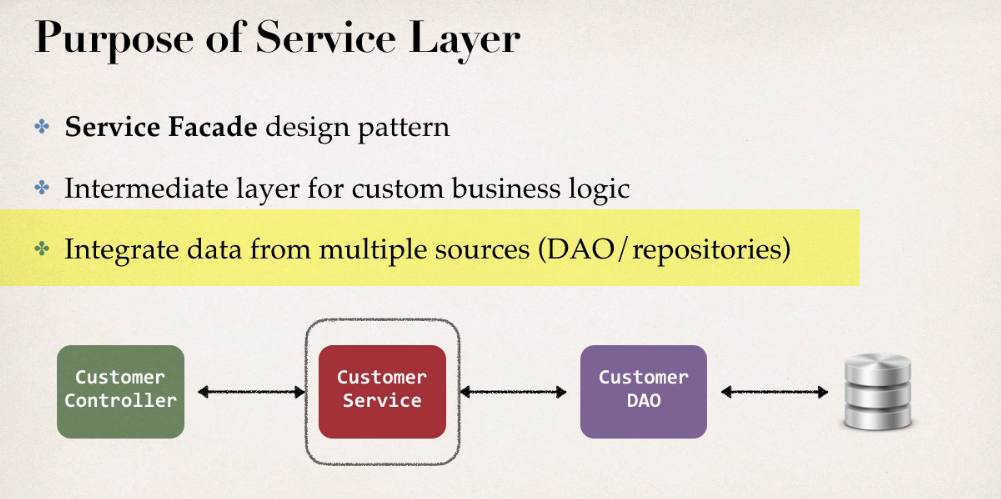 Purpose of Service Layer
Service Facade design pattern
Intermediate layer for custom business logic
Integrate data from multiple sources (DAO/repositories)
Customer
Controller
Customer
Service
Customer
DAO